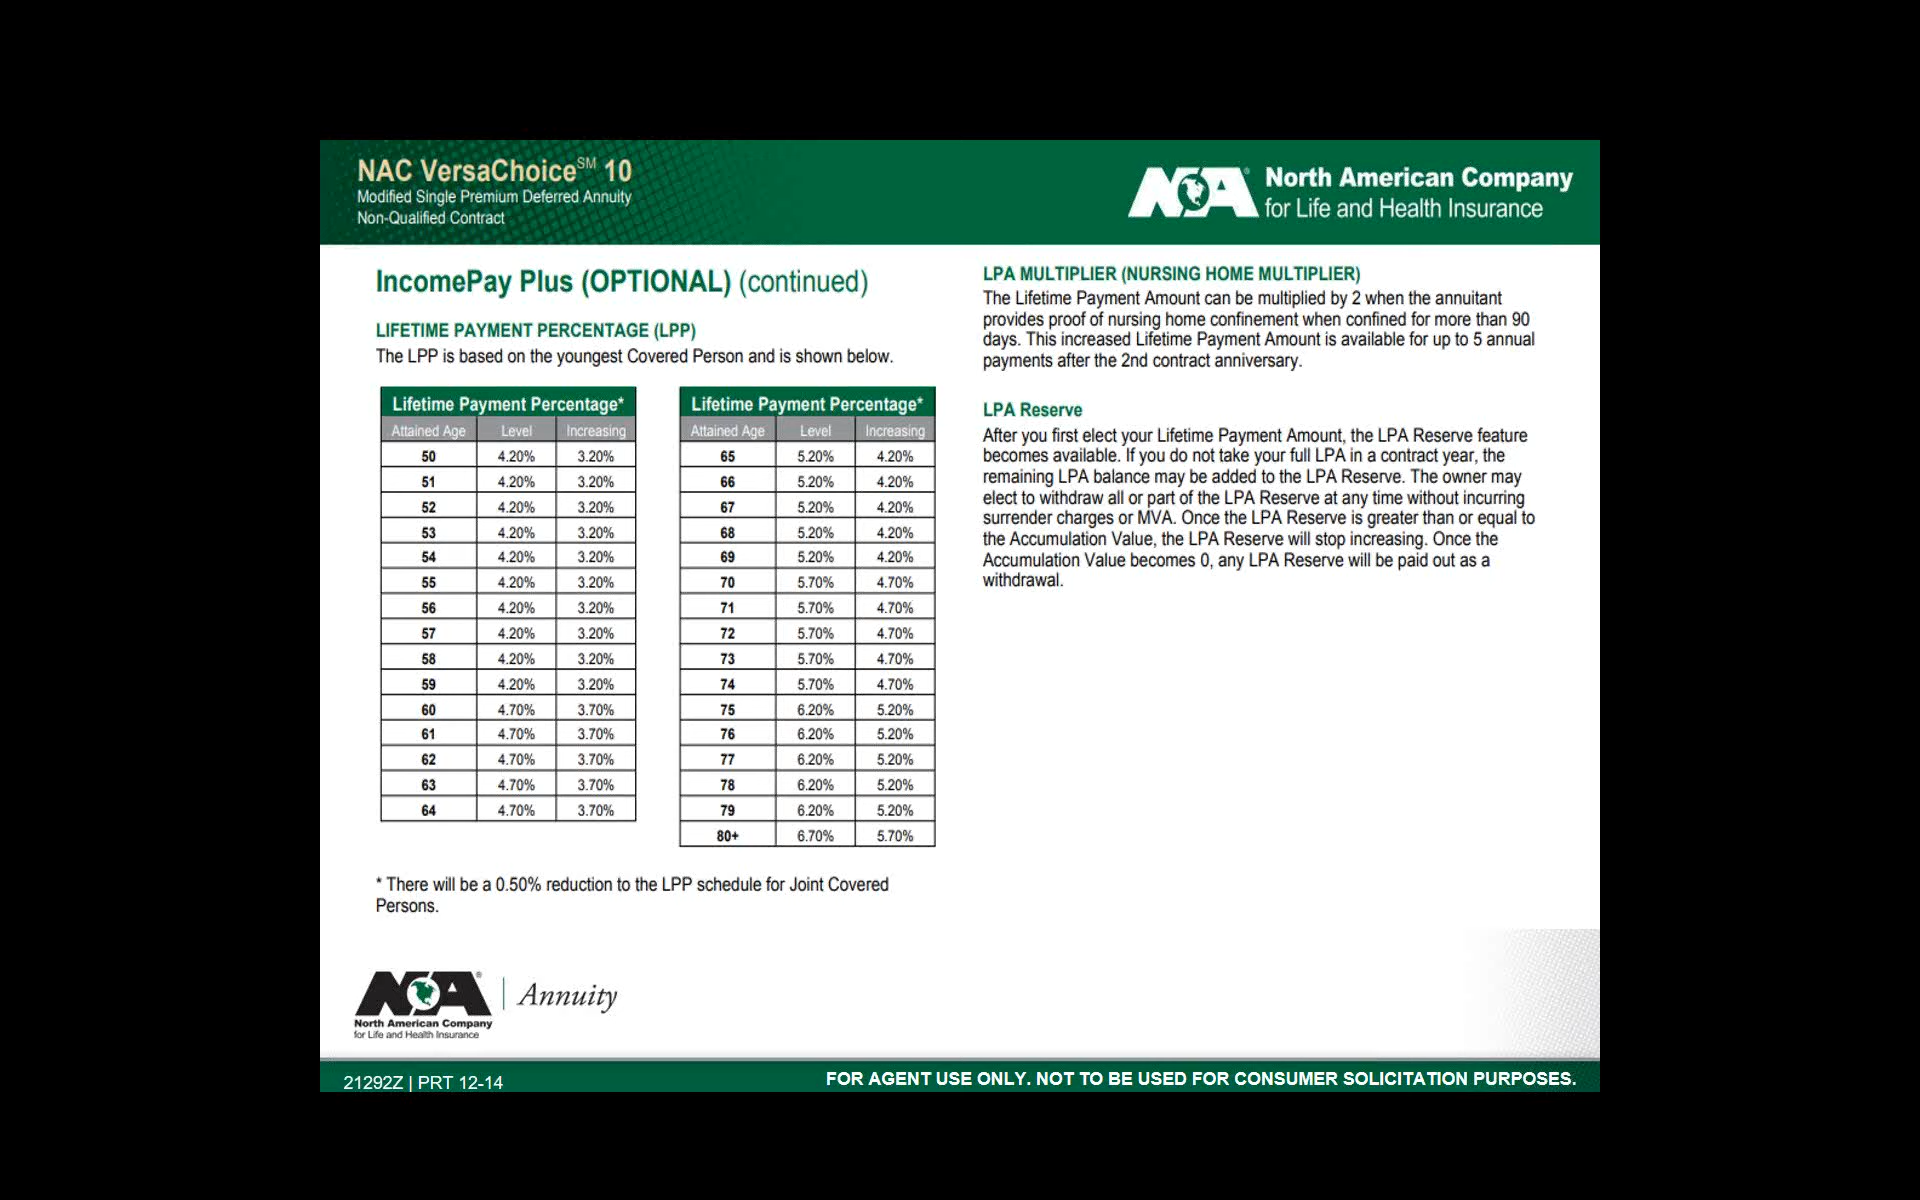 NAC VersaChoiceSM 10
Modified Single Premium Deferred Annuity
Non-Qualified Contract
NA ®
North American Company
for Life and Health Insurance
IncomePay Plus (OPTIONAL) (continued)
LIFETIME PAYMENT PERCENTAGE (LPP)
The LPP is based on the youngest Covered Person and is shown below.
Lifetime Payment Percentage*
Attained Age Level Increasing
50 4.20% 3.20%
51 4.20% 3.20%
52 4.20% 3.20%
53 4.20% 3.20%
54 4.20% 3.20%
55 4.20% 3.20%
56 4.20% 3.20%
57 4.20% 3.20%
58 4.20% 3.20%
59 4.20% 3.20%
60 4.70% 3.70%
61 4.70% 3.70%
62 4.70% 3.70%
63 4.70% 3.70%
64 4.70% 3.70%
Lifetime Payment Percentage*
Attained Age Level Increasing
65 5.20% 4.20%
66 5.20% 4.20%
67 5.20% 4.20%
68 5.20% 4.20%
69 5.20% 4.20%
70 5.70% 4.70%
71 5.70% 4.70%
72 5.70% 4.70%
73 5.70% 4.70%
74 5.70% 4.70%
75 6.20% 5.20%
76 6.20% 5.20%
77 6.20% 5.20%
78 6.20% 5.20%
79 6.20% 5.20%
80+ 6.70% 5.70%
* There will be a 0.50% reduction to the LPP schedule for Joint Covered
Persons.
LPA MULTIPLIER (NURSING HOME MULTIPLIER)
The Lifetime Payment Amount can be multiplied by 2 when the annuitant
provides proof of nursing home confinement when confined for more than 90
days. This increased Lifetime Payment Amount is available for up to 5 annual
payments after the 2nd contract anniversary.
LPA Reserve
After you first elect your Lifetime Payment Amount, the LPA Reserve feature
becomes available. If you do not take your full LPA in a contract year, the
remaining LPA balance may be added to the LPA Reserve. The owner may
elect to withdraw all or part of the LPA Reserve at any time without incurring
surrender charges or MVA. Once the LPA Reserve is greater than or equal to
the Accumulation Value, the LPA Reserve will stop increasing. Once the
Accumulation Value becomes 0, any LPA Reserve will be paid out as a
withdrawal.
NA ®
North American Company
for Life and Health Insurance
Annuity
21292Z | PRT 12-14
FOR AGENT USE ONLY. NOT TO BE USED FOR CONSUMER SOLICITATION PURPOSES.